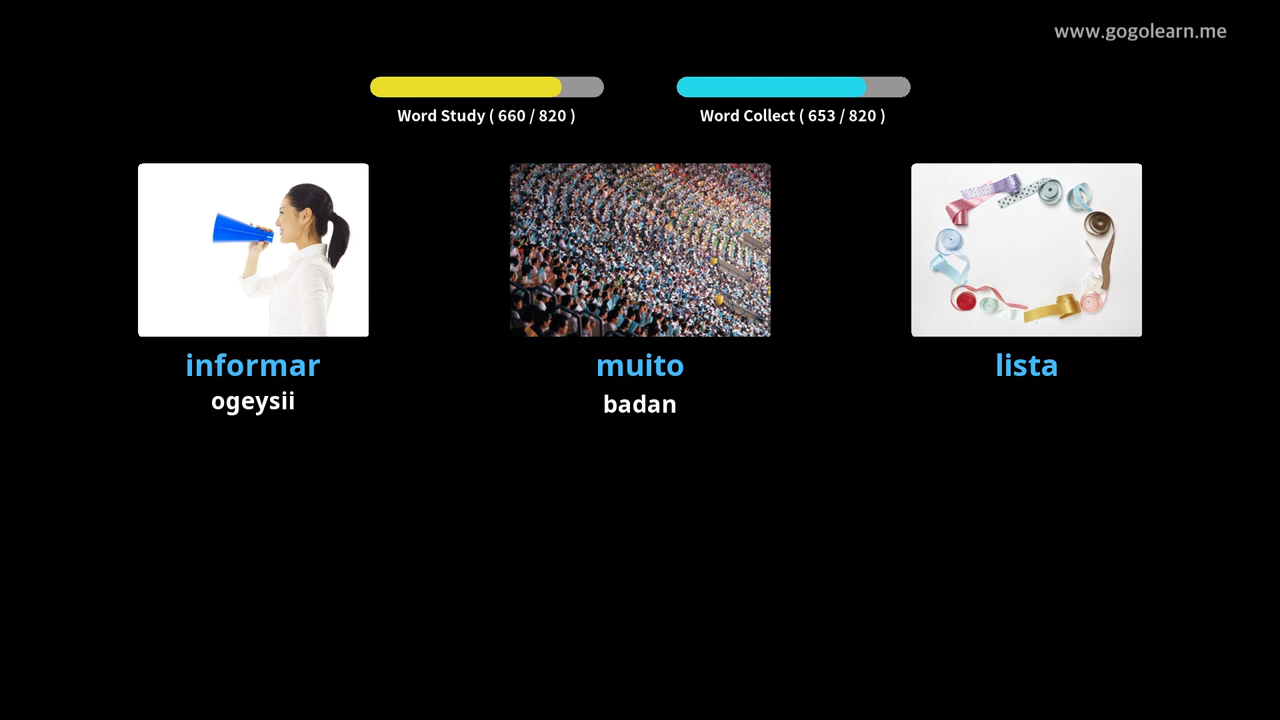 www.gogolearn.me
Word Study ( 660 / 820 )
Word Collect ( 653 / 820 )
informar
ogeysii
muito
badan
lista